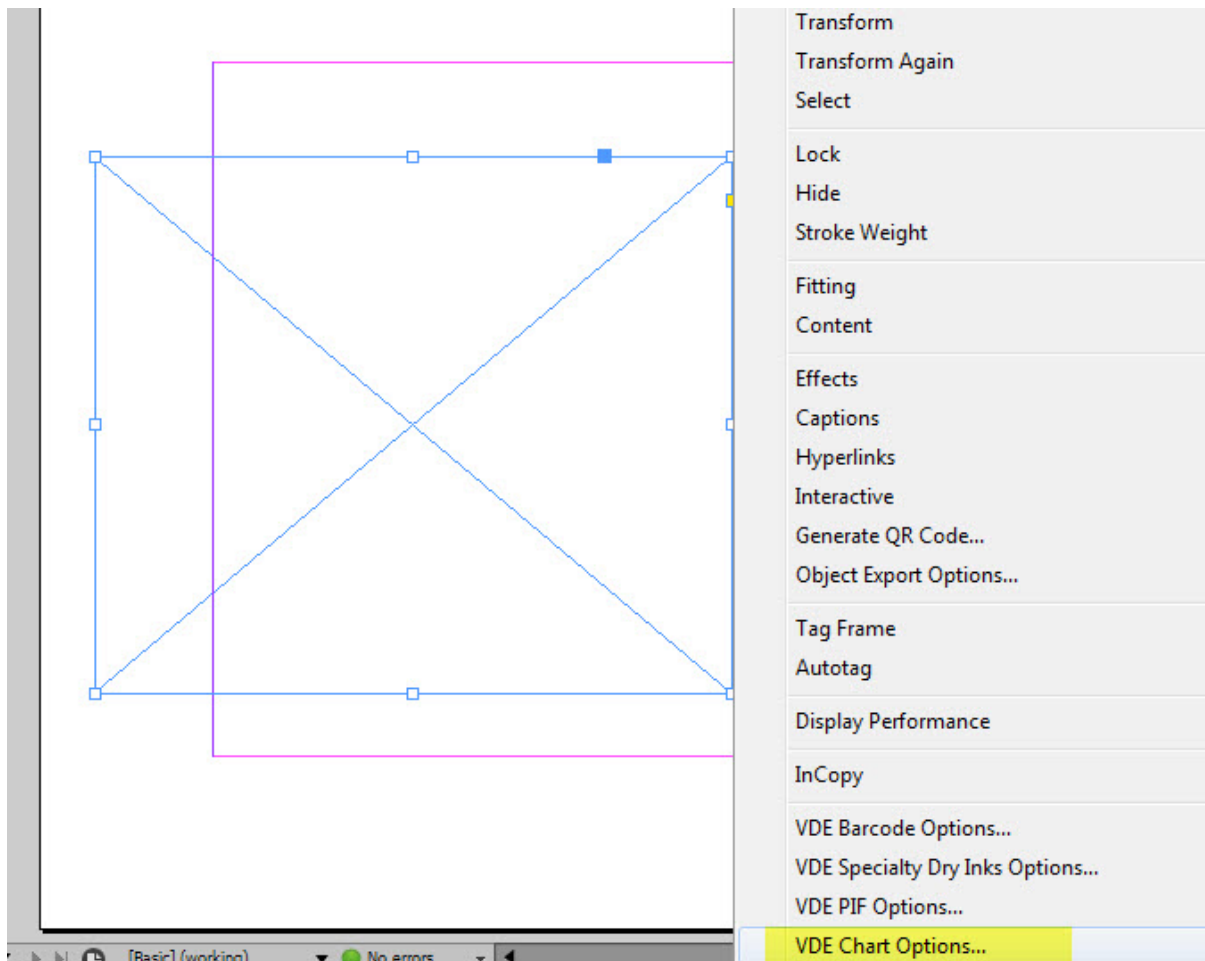 Transform
Transform Again
Select
Lock
Hide
Stroke Weight
Fitting
Content
Effects
Captions
Hyperlinks
Interactive
Generate QR Code...
Object Export Options...
Tag Frame
Autotag
Display Performance
InCopy
VDE Barcode Options...
VDE Specialty Dry Inks Options...
VDE PIF Options...
VDE Chart Options...
[Basic] (working) No errors